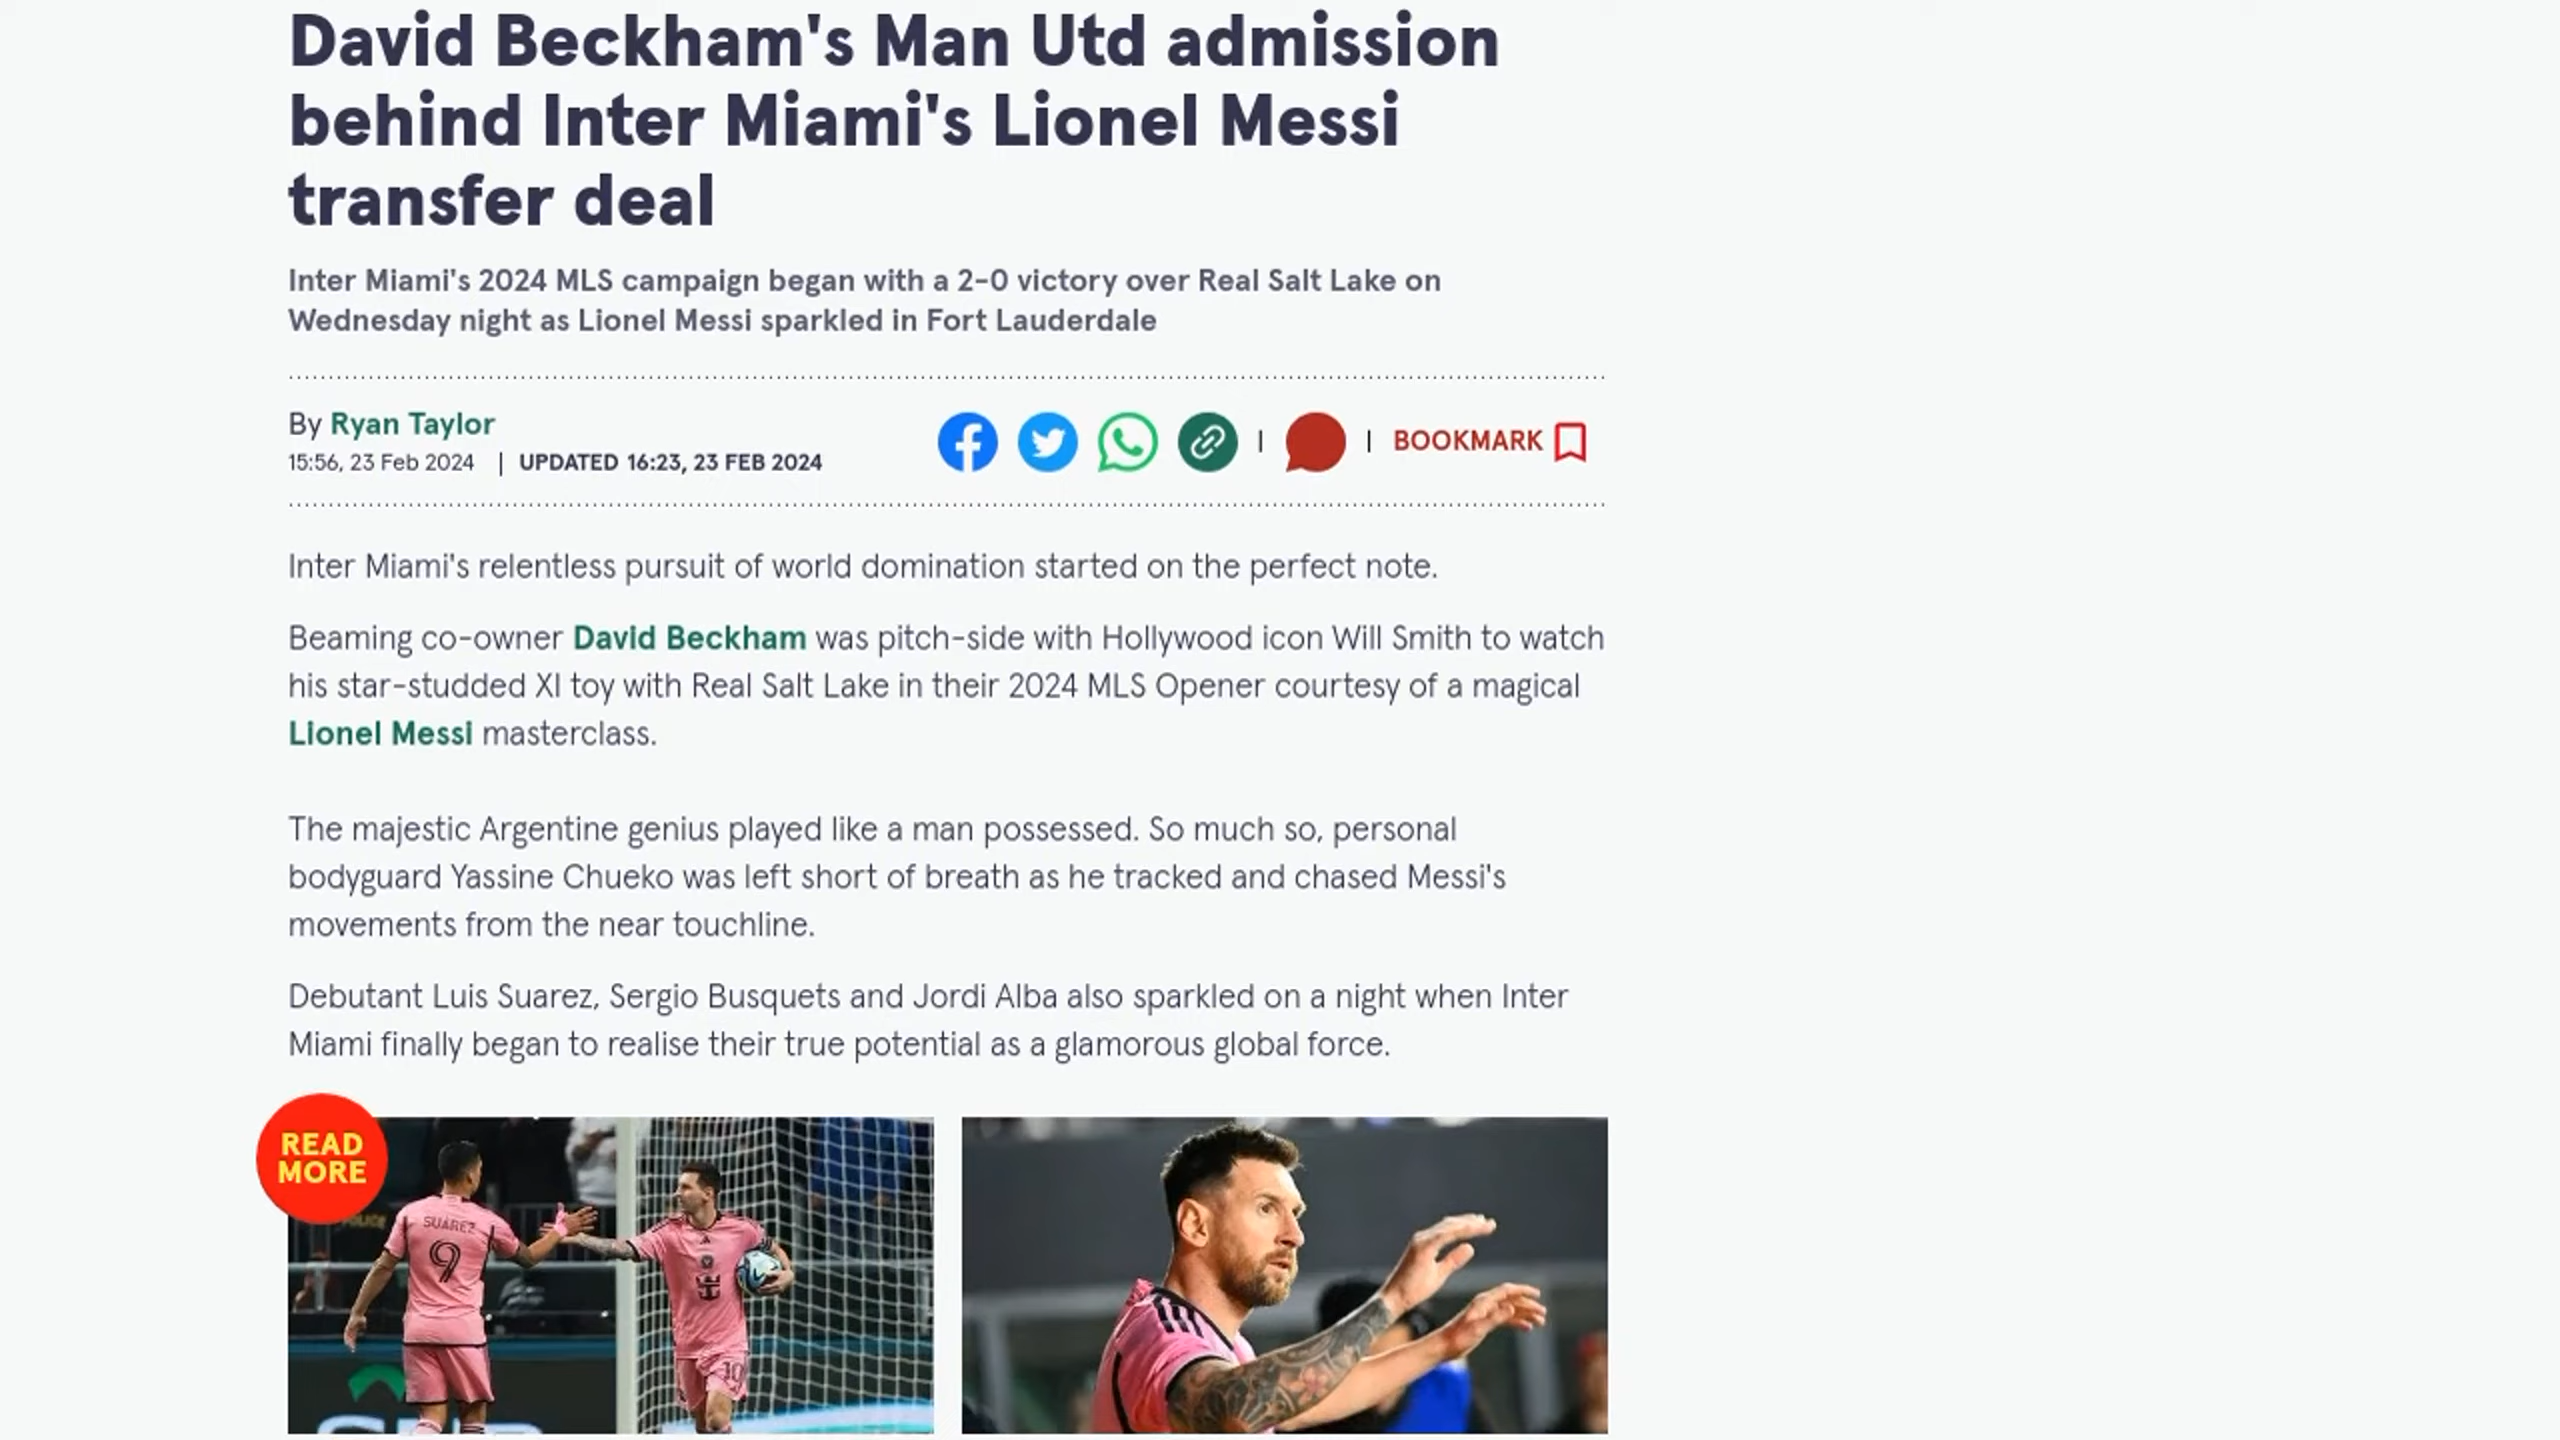 David Beckham's Man Utd admission
behind Inter Miami's Lionel Messi
transfer deal
Inter Miami's 2024 MLS campaign began with a 2-0 victory over Real Salt Lake on
Wednesday night as Lionel Messi sparkled in Fort Lauderdale
By Ryan Taylor
15:56, 23 Feb 2024 | UPDATED 16:23, 23 FEB 2024
BOOKMARK
Inter Miami's relentless pursuit of world domination started on the perfect note.
Beaming co-owner David Beckham was pitch-side with Hollywood icon Will Smith to watch
his star-studded XI toy with Real Salt Lake in their 2024 MLS Opener courtesy of a magical
Lionel Messi masterclass.
The majestic Argentine genius played like a man possessed. So much so, personal
bodyguard Yassine Chueko was left short of breath as he tracked and chased Messi's
movements from the near touchline.
Debutant Luis Suarez, Sergio Busquets and Jordi Alba also sparkled on a night when Inter
Miami finally began to realise their true potential as a glamorous global force.
READ
MORE
POLICE
SUÁREZ
9
10